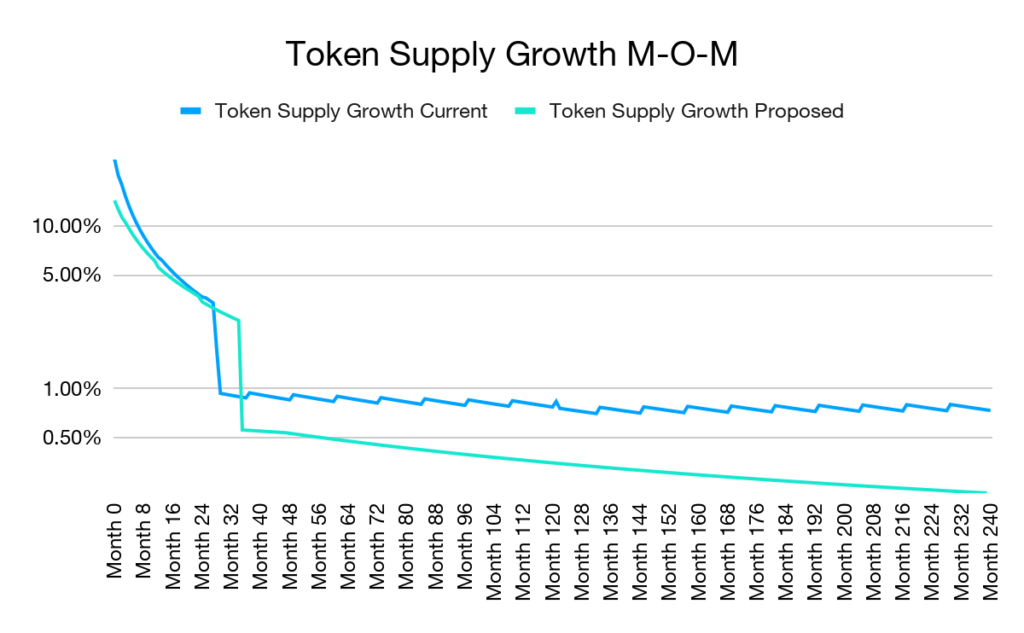 Token Supply Growth M-O-M
Token Supply Growth Current
Token Supply Growth Proposed
10.00%
5.00%
1.00%
0.50%
Month 0
Month 8
Month 16
Month 24
Month 32
Month 40
Month 48
Month 56
Month 64
Month 72
Month 80
Month 88
Month 96
Month 104
Month 112
Month 120
Month 128
Month 136
Month 144
Month 152
Month 160
Month 168
Month 176
Month 184
Month 192
Month 200
Month 208
Month 216
Month 224
Month 232
Month 240